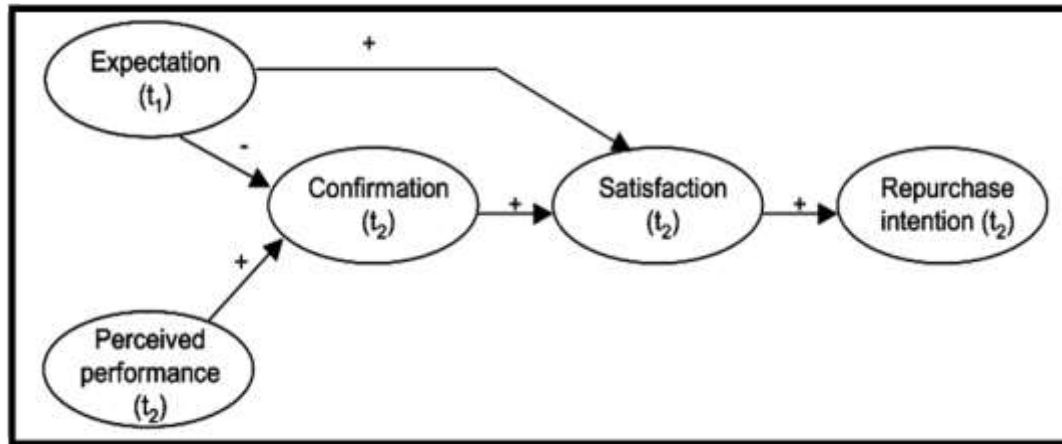 Expectation
(t₁)
+
-
Confirmation
(t₂)
+
Satisfaction
(t₂)
+
Repurchase
intention (t₂)
+
Perceived
performance
(t₂)